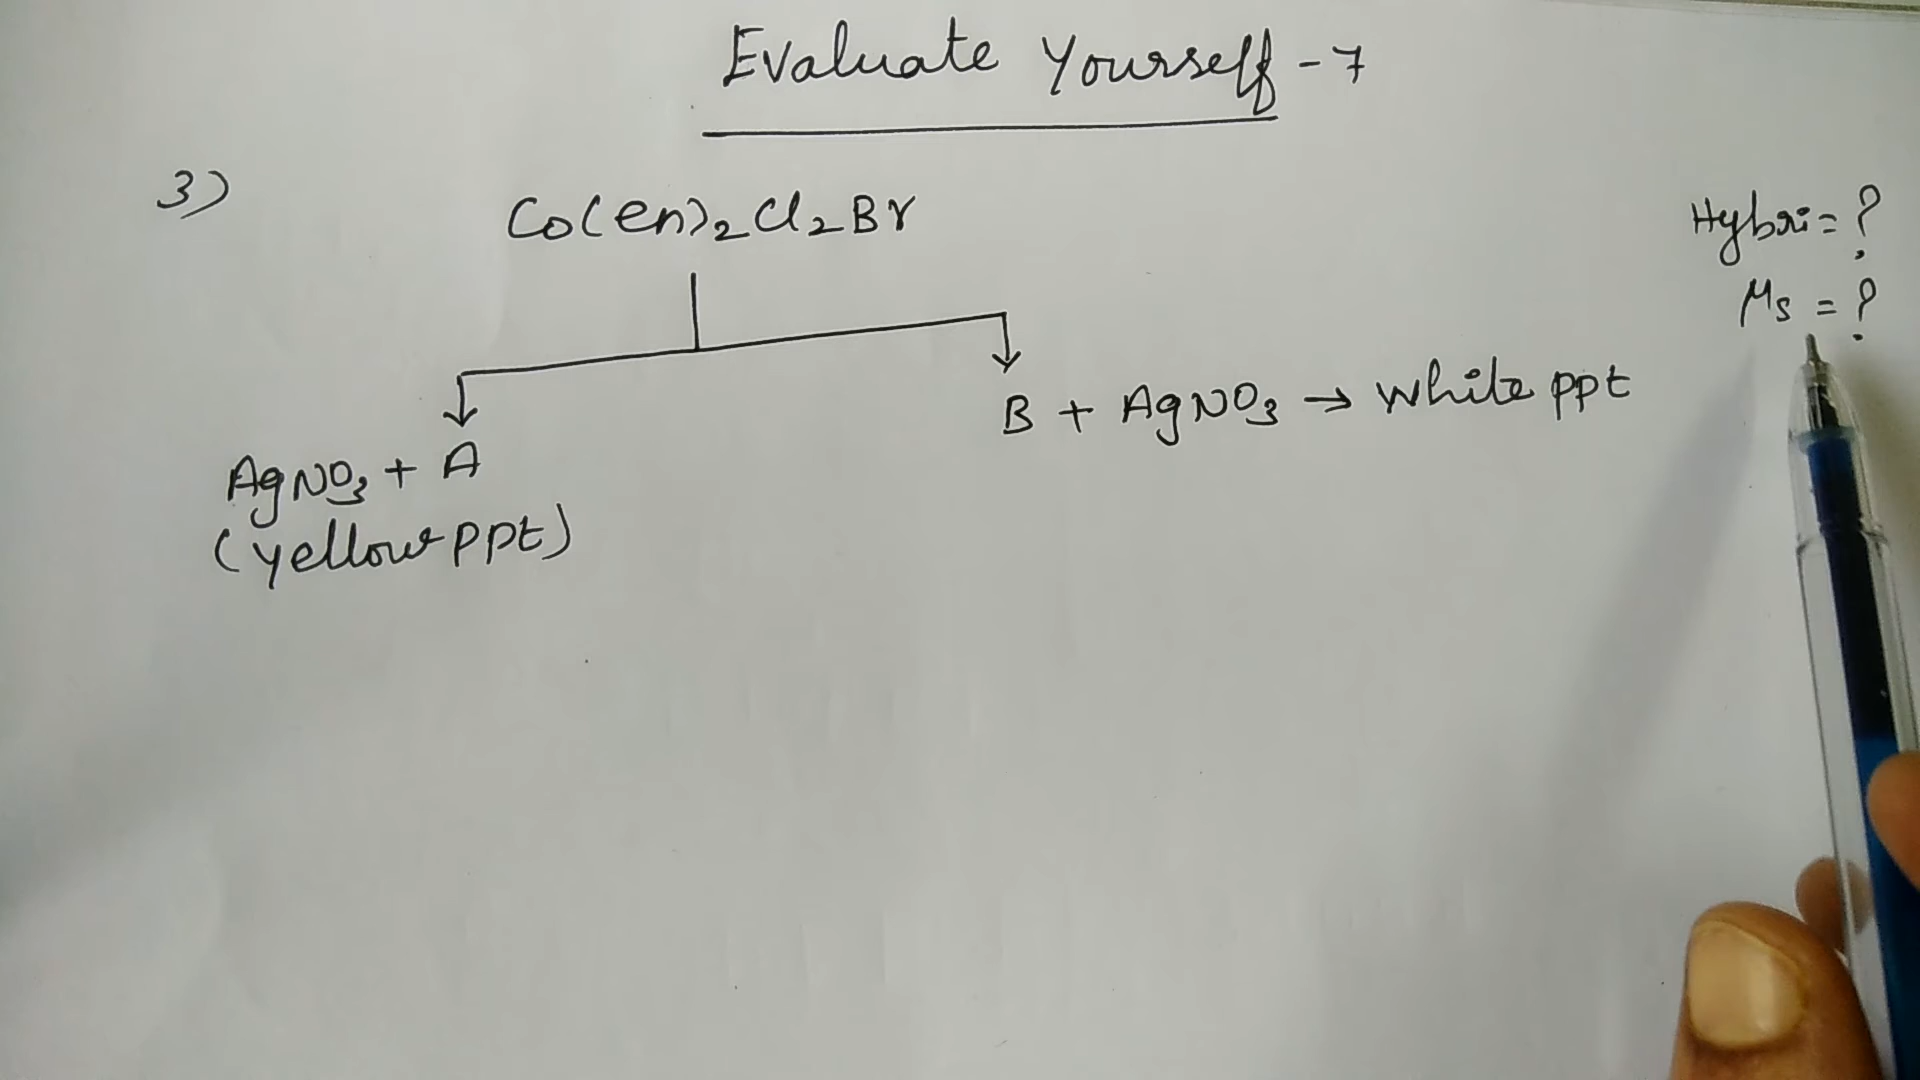 Evaluate Yourself - 7
3)
Co(en)₂Cl₂Br
Hybri = ?
μs = ?
B + AgNO₃ → White ppt
AgNO₃ + A
(yellow ppt)